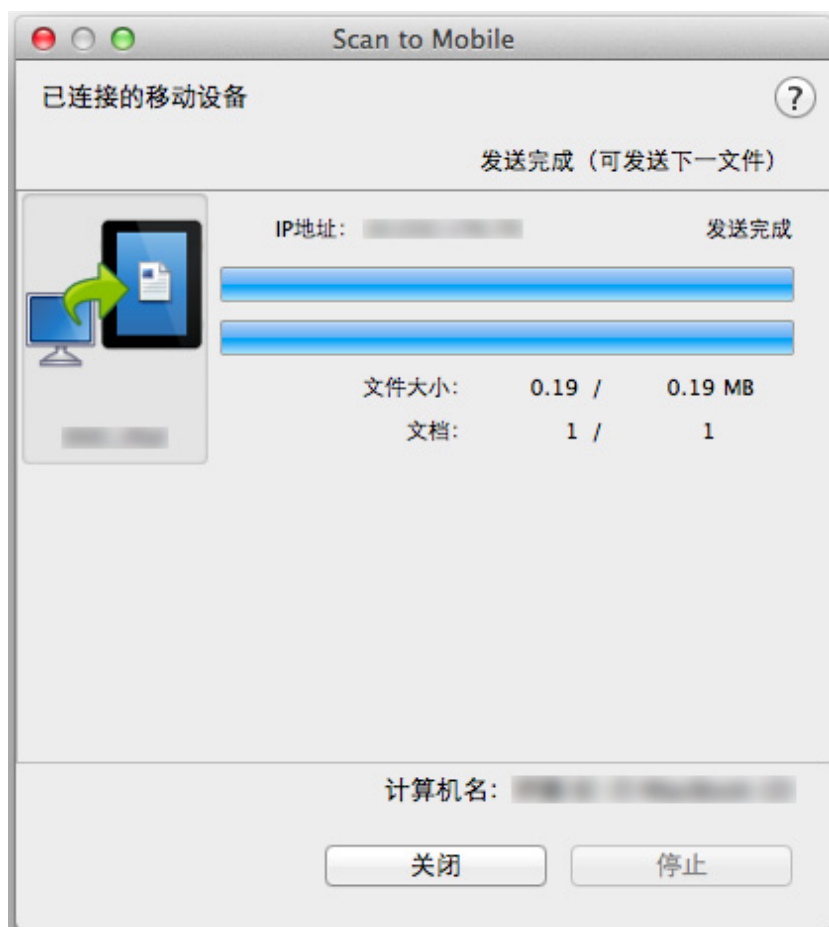 Scan to Mobile
已连接的移动设备
?
发送完成（可发送下一文件）
IP地址： 发送完成
文件大小： 0.19 / 0.19 MB
文档： 1 / 1
计算机名：
关闭 停止